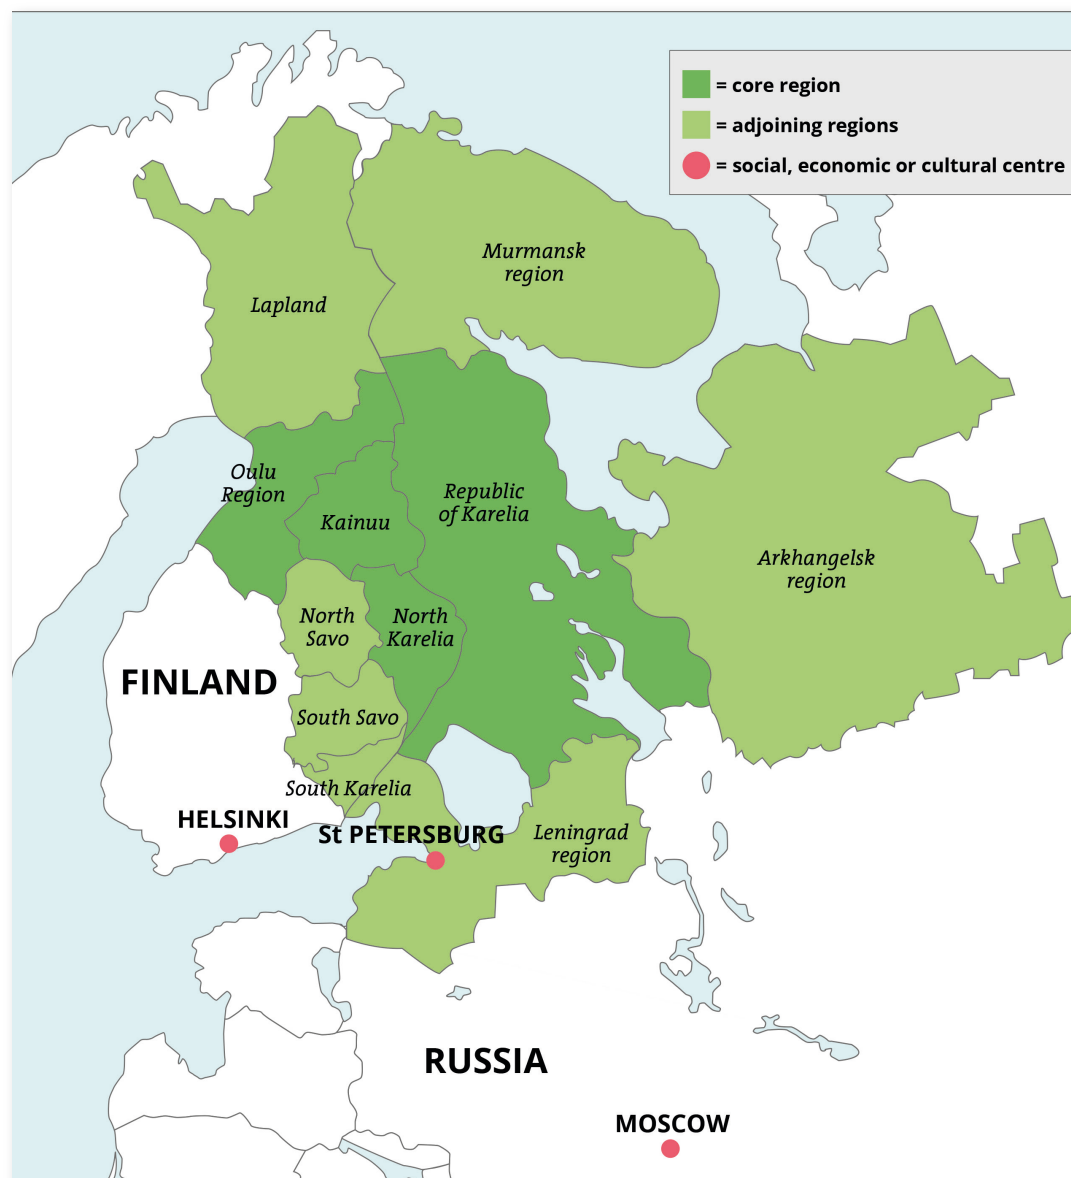 = core region
= adjoining regions
= social, economic or cultural centre
Murmansk
region
Lapland
Oulu
Region
Kainuu
Republic
of Karelia
Arkhangelsk
region
North
Savo
North
Karelia
FINLAND
South Savo
South Karelia
HELSINKI
St PETERSBURG
Leningrad
region
RUSSIA
MOSCOW